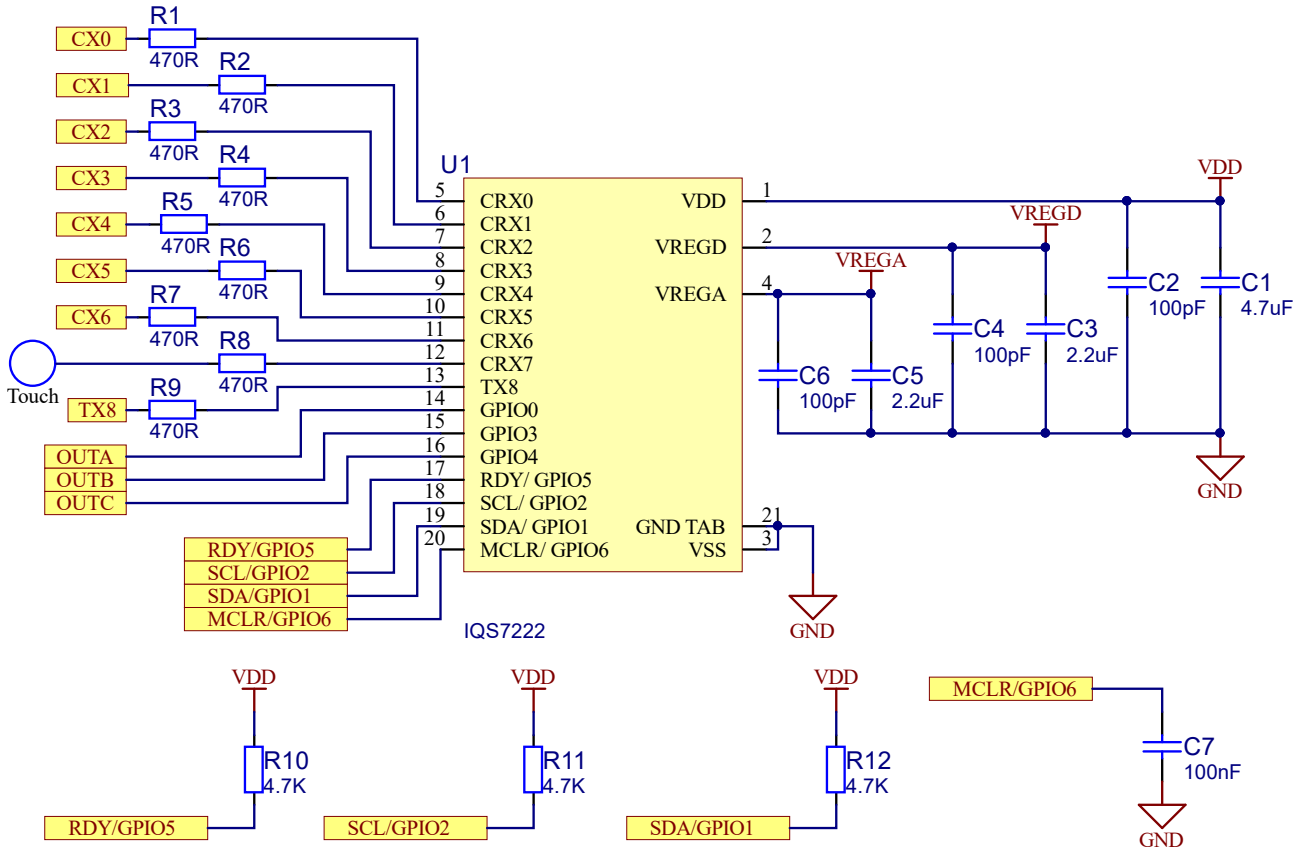 R1
CX0
470R
R2
CX1
470R
R3
CX2
470R
R4
CX3
470R
R5
CX4
470R
R6
CX5
470R
R7
CX6
470R
R8
470R
Touch
R9
TX8
470R
OUTA
OUTB
OUTC
RDY/GPIO5
SCL/GPIO2
SDA/GPIO1
MCLR/GPIO6
U1
5 CRX0
6 CRX1
7 CRX2
8 CRX3
9 CRX4
10 CRX5
11 CRX6
12 CRX7
13 TX8
14 GPIO0
15 GPIO3
16 GPIO4
17 RDY/ GPIO5
18 SCL/ GPIO2
19 SDA/ GPIO1
20 MCLR/ GPIO6
VDD 1
VREGD 2
VREGA 4
GND TAB 21
VSS 3
IQS7222
VDD
VREGD
VREGA
C2
100pF
C1
4.7uF
C4
100pF
C3
2.2uF
C6
100pF
C5
2.2uF
GND
GND
VDD
R10
4.7K
RDY/GPIO5
VDD
R11
4.7K
SCL/GPIO2
VDD
R12
4.7K
SDA/GPIO1
MCLR/GPIO6
C7
100nF
GND